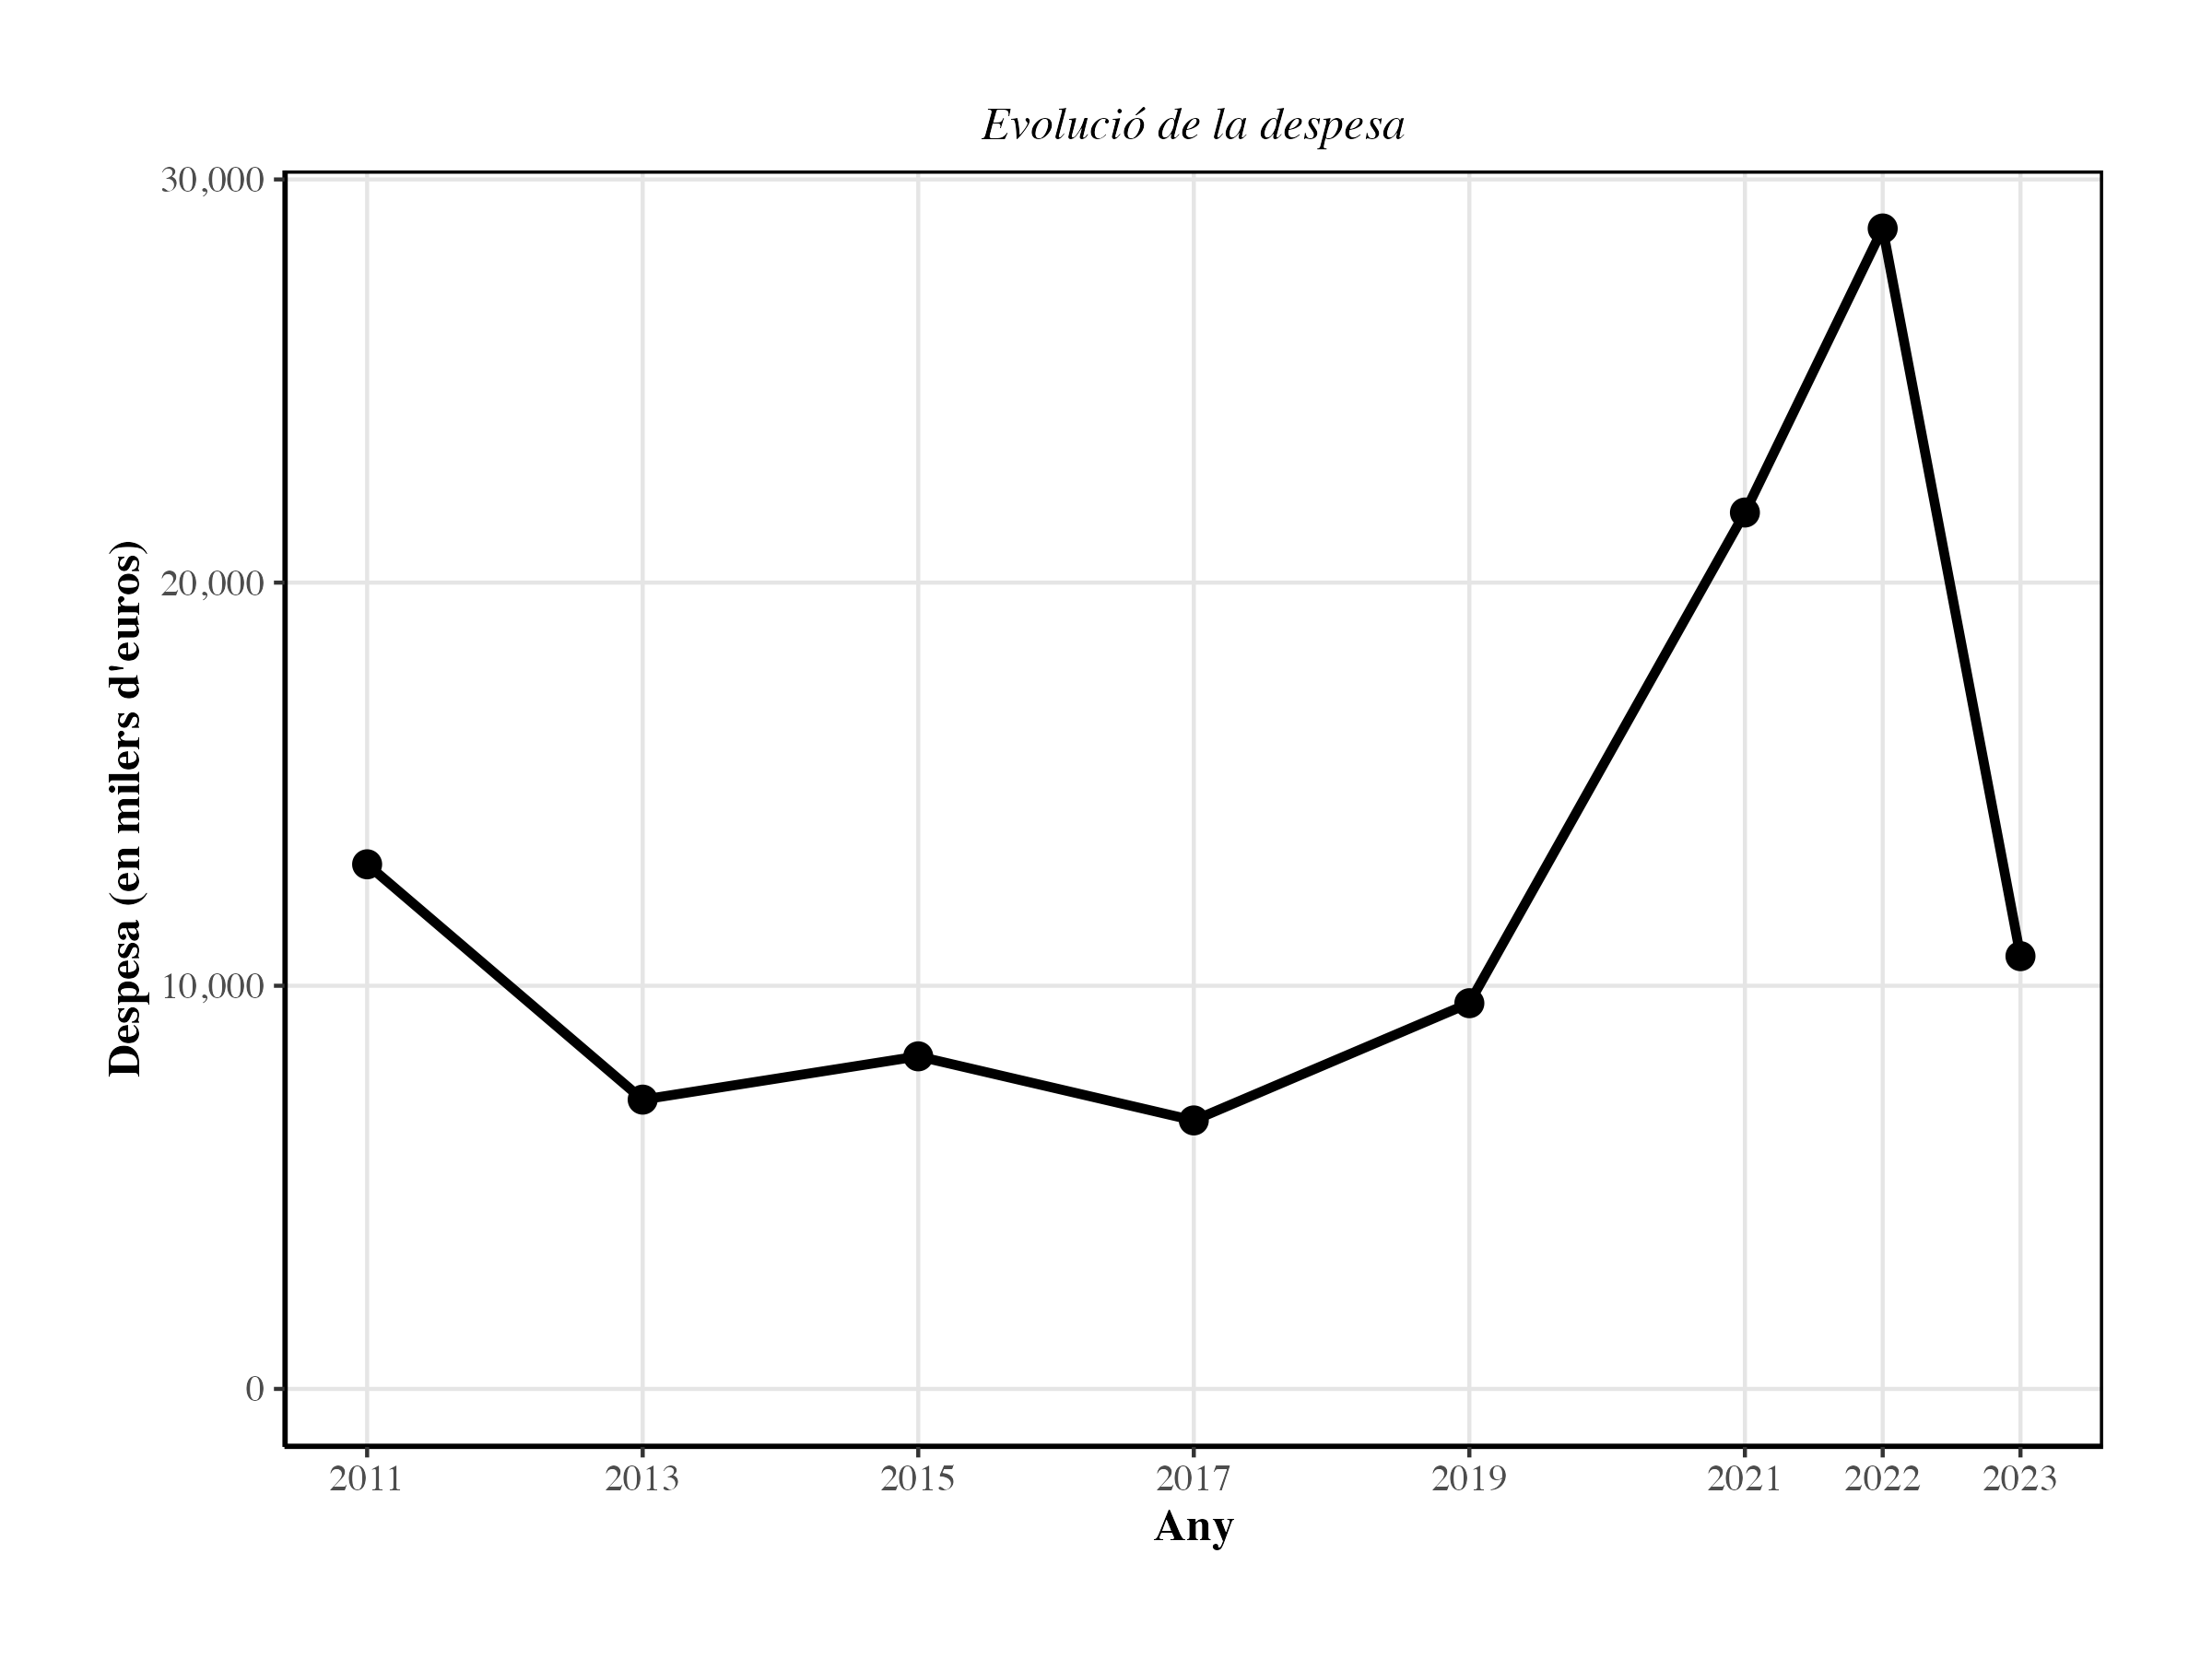 Evolució de la despesa
30,000
20,000
10,000
0
Despesa (en milers d'euros)
2011 2013 2015 2017 2019 2021 2022 2023
Any